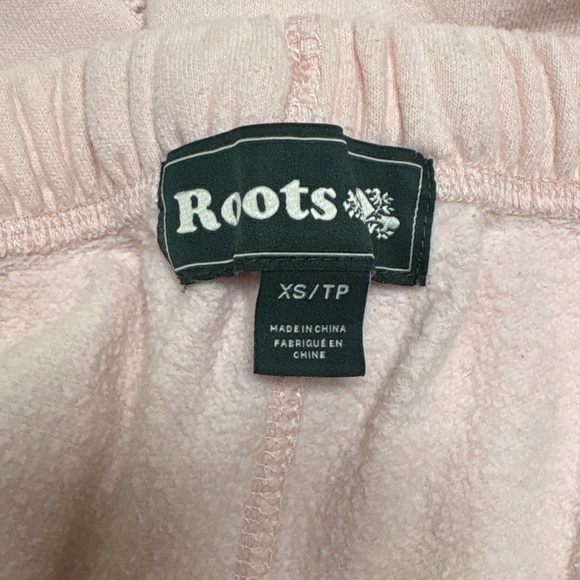 Roots
XS/TP
MADE IN CHINA
FABRIQUÉ EN
CHINE